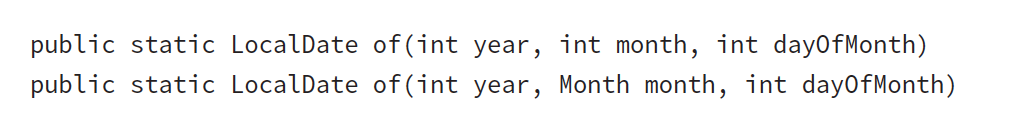 public static LocalDate of(int year, int month, int dayOfMonth)
public static LocalDate of(int year, Month month, int dayOfMonth)